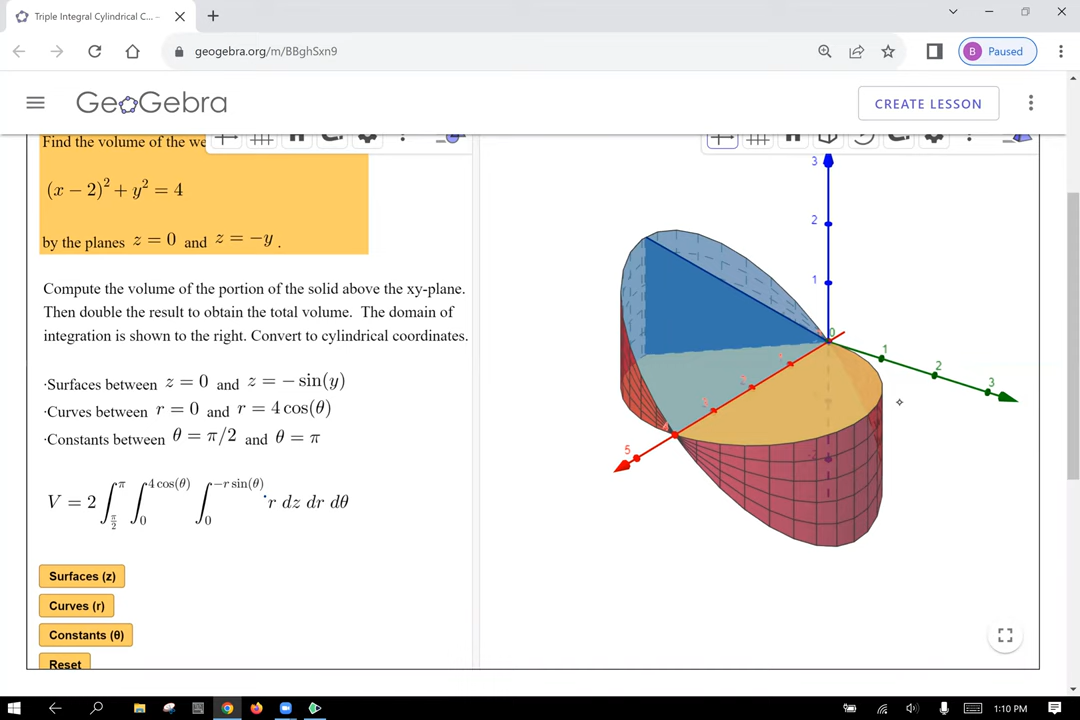 Triple Integral Cylindrical C... –
geogebra.org/m/BBghSxn9
B Paused
GeoGebra
CREATE LESSON
Find the volume of the we
(x − 2)² + y² = 4
by the planes z = 0 and z = −y .
Compute the volume of the portion of the solid above the xy-plane.
Then double the result to obtain the total volume. The domain of
integration is shown to the right. Convert to cylindrical coordinates.
·Surfaces between z = 0 and z = − sin(y)
·Curves between r = 0 and r = 4 cos(θ)
·Constants between θ = π/2 and θ = π
V = 2 ∫_{π/2}^{π} ∫_0^{4 cos(θ)} ∫_0^{−r sin(θ)} r dz dr dθ
Surfaces (z)
Curves (r)
Constants (θ)
Reset
3
2
1
0
1
2
3
5
1:10 PM